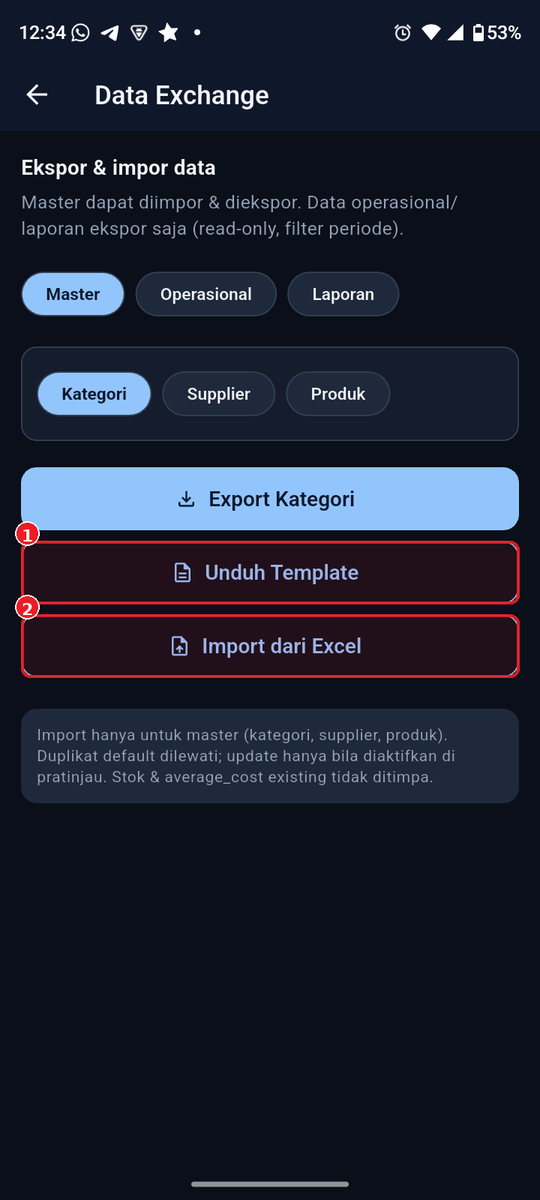 12:34 53%
Data Exchange
Ekspor & impor data
Master dapat diimpor & diekspor. Data operasional/
laporan ekspor saja (read-only, filter periode).
Master Operasional Laporan
Kategori Supplier Produk
Export Kategori
1
Unduh Template
2
Import dari Excel
Import hanya untuk master (kategori, supplier, produk).
Duplikat default dilewati; update hanya bila diaktifkan di
pratinjau. Stok & average_cost existing tidak ditimpa.